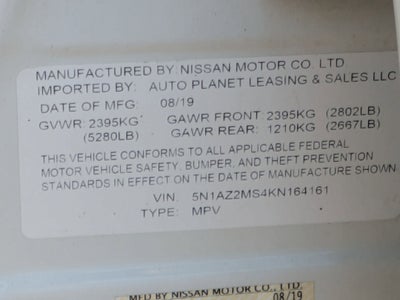 MANUFACTURED BY: NISSAN MOTOR CO. LTD
IMPORTED BY: AUTO PLANET LEASING & SALES LLC
DATE OF MFG: 08/19
GVWR: 2395KG GAWR FRONT: 2395KG (2802LB)
(5280LB) GAWR REAR: 1210KG (2667LB)
THIS VEHICLE CONFORMS TO ALL APPLICABLE FEDERAL
MOTOR VEHICLE SAFETY, BUMPER, AND THEFT PREVENTION
STANDARDS IN EFFECT ON THE DATE OF MANUFACTURE SHOWN
VIN. 5N1AZ2MS4KN164161
TYPE: MPV
MFD BY NISSAN MOTOR CO., LTD.
08/19